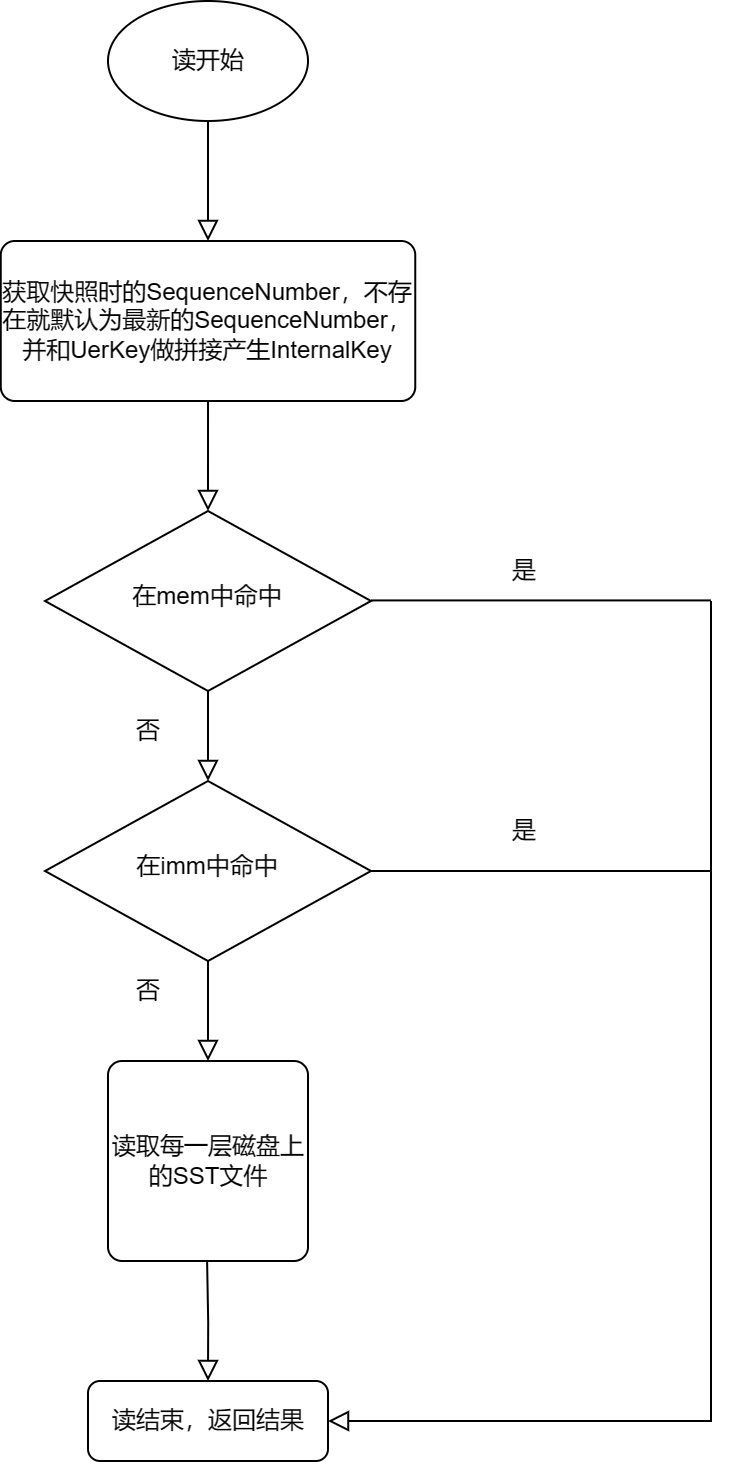 读开始
获取快照时的SequenceNumber，不存
在就默认为最新的SequenceNumber，
并和UerKey做拼接产生InternalKey
在mem中命中
是
否
在imm中命中
是
否
读取每一层磁盘上
的SST文件
读结束，返回结果